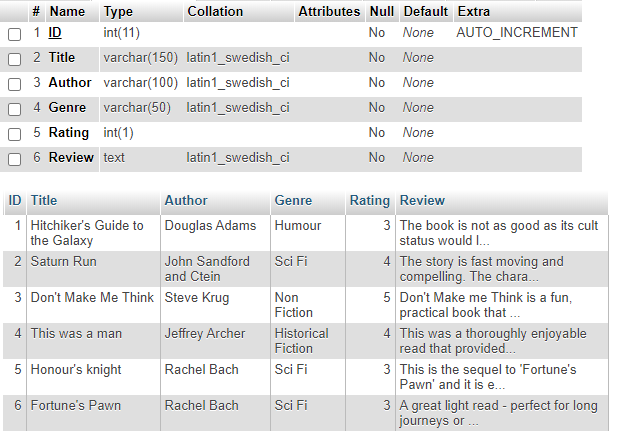 # Name Type Collation Attributes Null Default Extra
1 ID int(11) No None AUTO_INCREMENT
2 Title varchar(150) latin1_swedish_ci No None
3 Author varchar(100) latin1_swedish_ci No None
4 Genre varchar(50) latin1_swedish_ci No None
5 Rating int(1) No None
6 Review text latin1_swedish_ci No None
ID Title Author Genre Rating Review
1 Hitchiker's Guide to Douglas Adams Humour 3 The book is not as good as its cult
the Galaxy status would l...
2 Saturn Run John Sandford Sci Fi 4 The story is fast moving and
and Ctein compelling. The chara...
3 Don't Make Me Think Steve Krug Non 5 Don't Make me Think is a fun,
Fiction practical book that ...
4 This was a man Jeffrey Archer Historical 4 This was a thoroughly enjoyable
Fiction read that provided...
5 Honour's knight Rachel Bach Sci Fi 3 This is the sequel to 'Fortune's
Pawn' and it is e...
6 Fortune's Pawn Rachel Bach Sci Fi 3 A great light read - perfect for long
journeys or ...